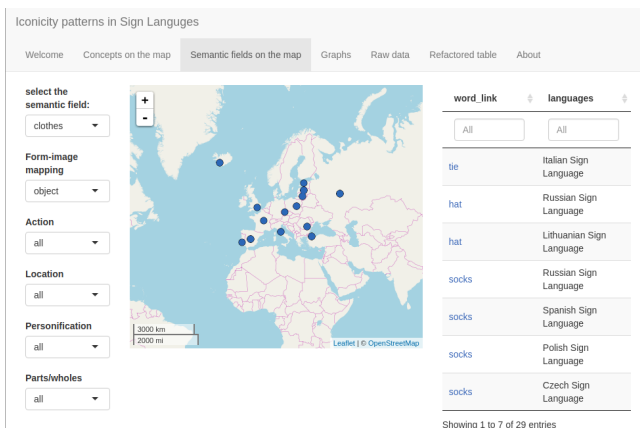 Iconicity patterns in Sign Languges
Welcome Concepts on the map Semantic fields on the map Graphs Raw data Refactored table About
select the
semantic field:
clothes
Form-image
mapping
object
Action
all
Location
all
Personification
all
Parts/wholes
all
+
-
3000 km
2000 mi
Leaflet | © OpenStreetMap
word_link languages
All All
tie Italian Sign
Language
hat Russian Sign
Language
hat Lithuanian Sign
Language
socks Russian Sign
Language
socks Spanish Sign
Language
socks Polish Sign
Language
socks Czech Sign
Language
Showing 1 to 7 of 29 entries